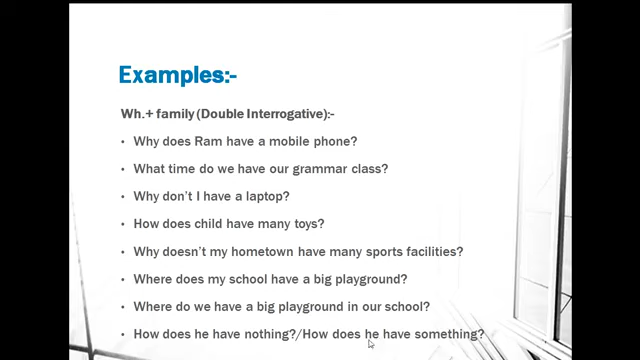 Examples:-
Wh.+ family (Double Interrogative):-
• Why does Ram have a mobile phone?
• What time do we have our grammar class?
• Why don't I have a laptop?
• How does child have many toys?
• Why doesn't my hometown have many sports facilities?
• Where does my school have a big playground?
• Where do we have a big playground in our school?
• How does he have nothing?/How does he have something?